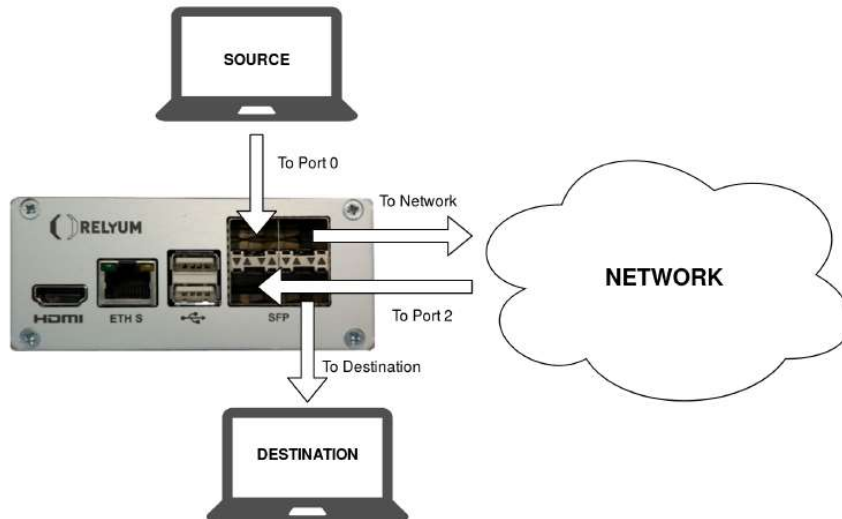 SOURCE
To Port 0
To Network
RELYUM
NETWORK
HDMI
ETH S
SFP
To Port 2
To Destination
DESTINATION